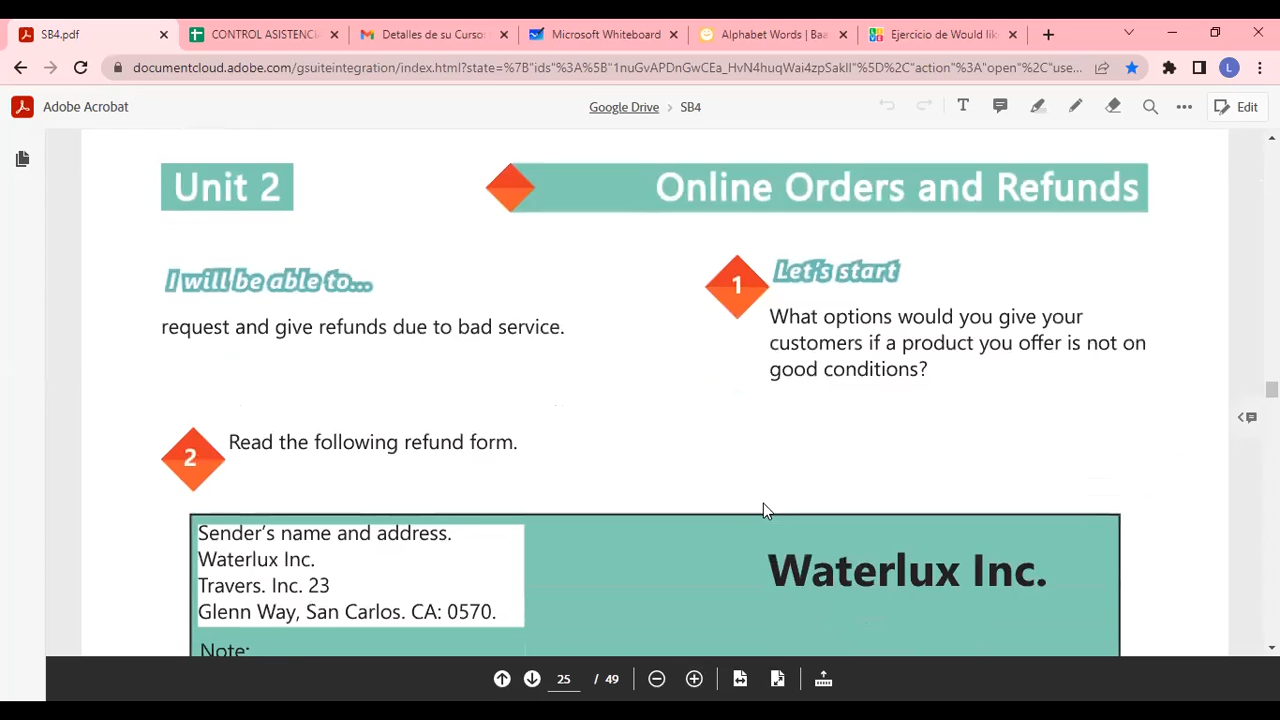 SB4.pdf
CONTROL ASISTENCI
Detalles de su Curso
Microsoft Whiteboard
Alphabet Words | Baa
Ejercicio de Would lik
documentcloud.adobe.com/gsuiteintegration/index.html?state=%7B"ids"%3A%5B"1nuGvAPDnGwCEa_HvN4huqWai4zpSakII"%5D%2C"action"%3A"open"%2C"use...
L
Adobe Acrobat
Google Drive > SB4
T
Edit
Unit 2
Online Orders and Refunds
I will be able to...
request and give refunds due to bad service.
1
Let's start
What options would you give your
customers if a product you offer is not on
good conditions?
2
Read the following refund form.
Sender's name and address.
Waterlux Inc.
Travers. Inc. 23
Glenn Way, San Carlos. CA: 0570.
Waterlux Inc.
Note:
25 / 49